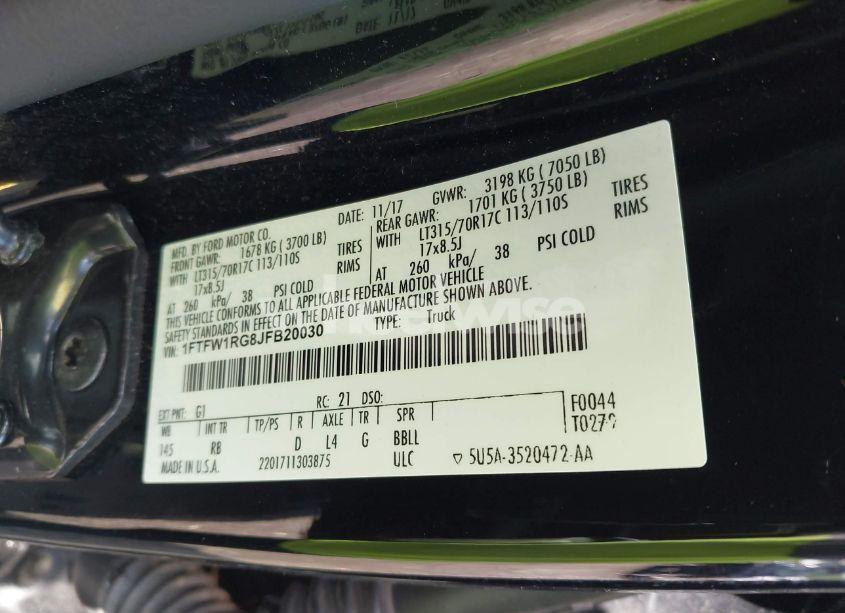 MFD. BY FORD MOTOR CO.
DATE: 11/17 GVWR: 3198 KG ( 7050 LB)
FRONT GAWR: 1678 KG (3700 LB)
REAR GAWR: 1701 KG ( 3750 LB)
WITH LT315/70R17C 113/110S TIRES
WITH LT315/70R17C 113/110S TIRES
17x8.5J RIMS
17x8.5J RIMS
AT 260 kPa/ 38 PSI COLD
AT 260 kPa/ 38 PSI COLD
THIS VEHICLE CONFORMS TO ALL APPLICABLE FEDERAL MOTOR VEHICLE
SAFETY STANDARDS IN EFFECT ON THE DATE OF MANUFACTURE SHOWN ABOVE.
1FTFW1RG8JFB20030 TYPE: Truck
EXT PNT: G1 RC: 21 DSO: F0044
WB INT TR TP/PS R AXLE TR SPR T0279
145 RB D L4 G BBLL
MADE IN U.S.A. 2201711303875 ULC ▽ 5U5A-3520472-AA